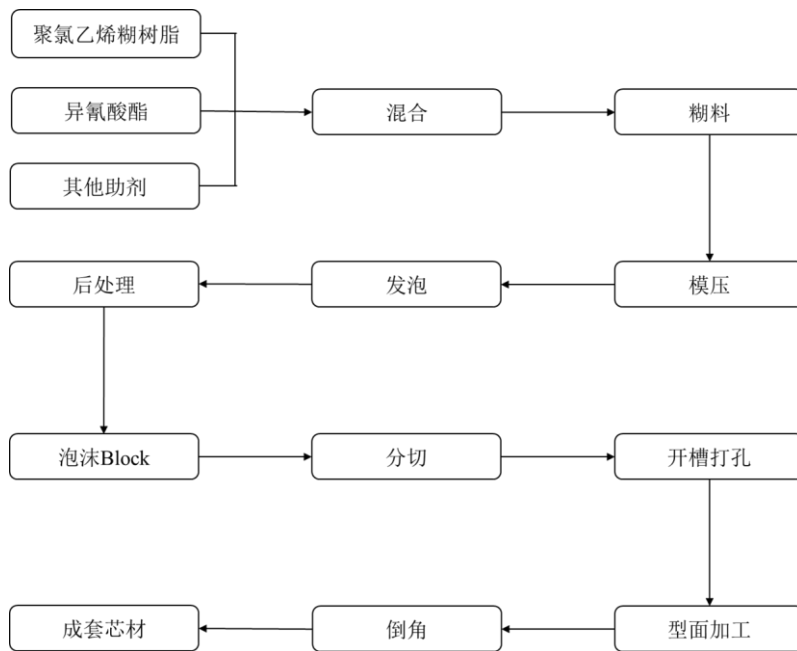 聚氯乙烯糊树脂
异氰酸酯
混合
糊料
其他助剂
后处理
发泡
模压
泡沫Block
分切
开槽打孔
成套芯材
倒角
型面加工